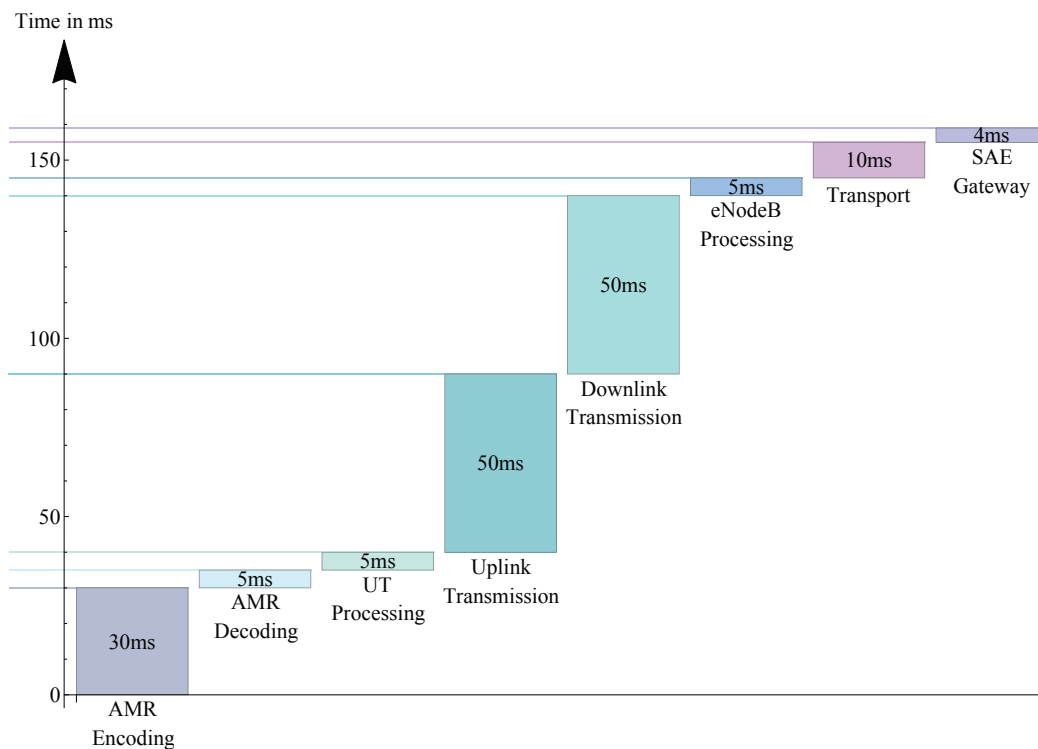 Time in ms
150
100
50
0
4ms
SAE
Gateway
10ms
Transport
5ms
eNodeB
Processing
50ms
Downlink
Transmission
50ms
Uplink
Transmission
5ms
UT
Processing
5ms
AMR
Decoding
30ms
AMR
Encoding